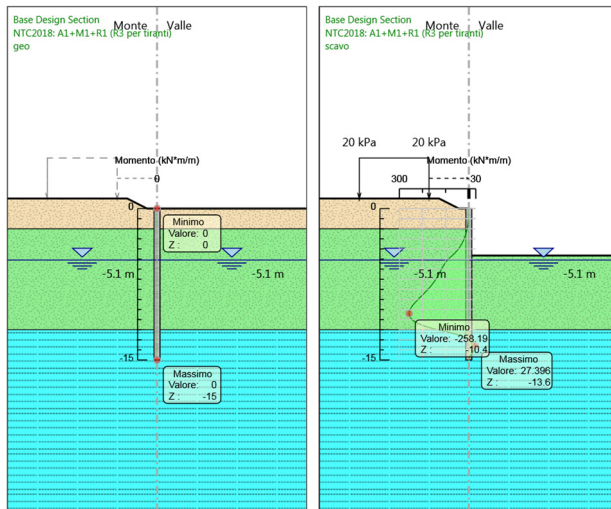 Base Design Section
NTC2018: A1+M1+R1 (R3 per tiranti)
geo
Monte
Valle
Momento (kN*m/m)
0
0
Minimo
Valore: 0
Z : 0
-5.1 m
-5.1 m
-15
Massimo
Valore: 0
Z : -15
Base Design Section
NTC2018: A1+M1+R1 (R3 per tiranti)
scavo
Monte
Valle
20 kPa
20 kPa
Momento (kN*m/m)
300
30
0
-5.1 m
-5.1 m
Minimo
Valore: -258.19
Z : -10.4
-15
Massimo
Valore: 27.396
Z : -13.6